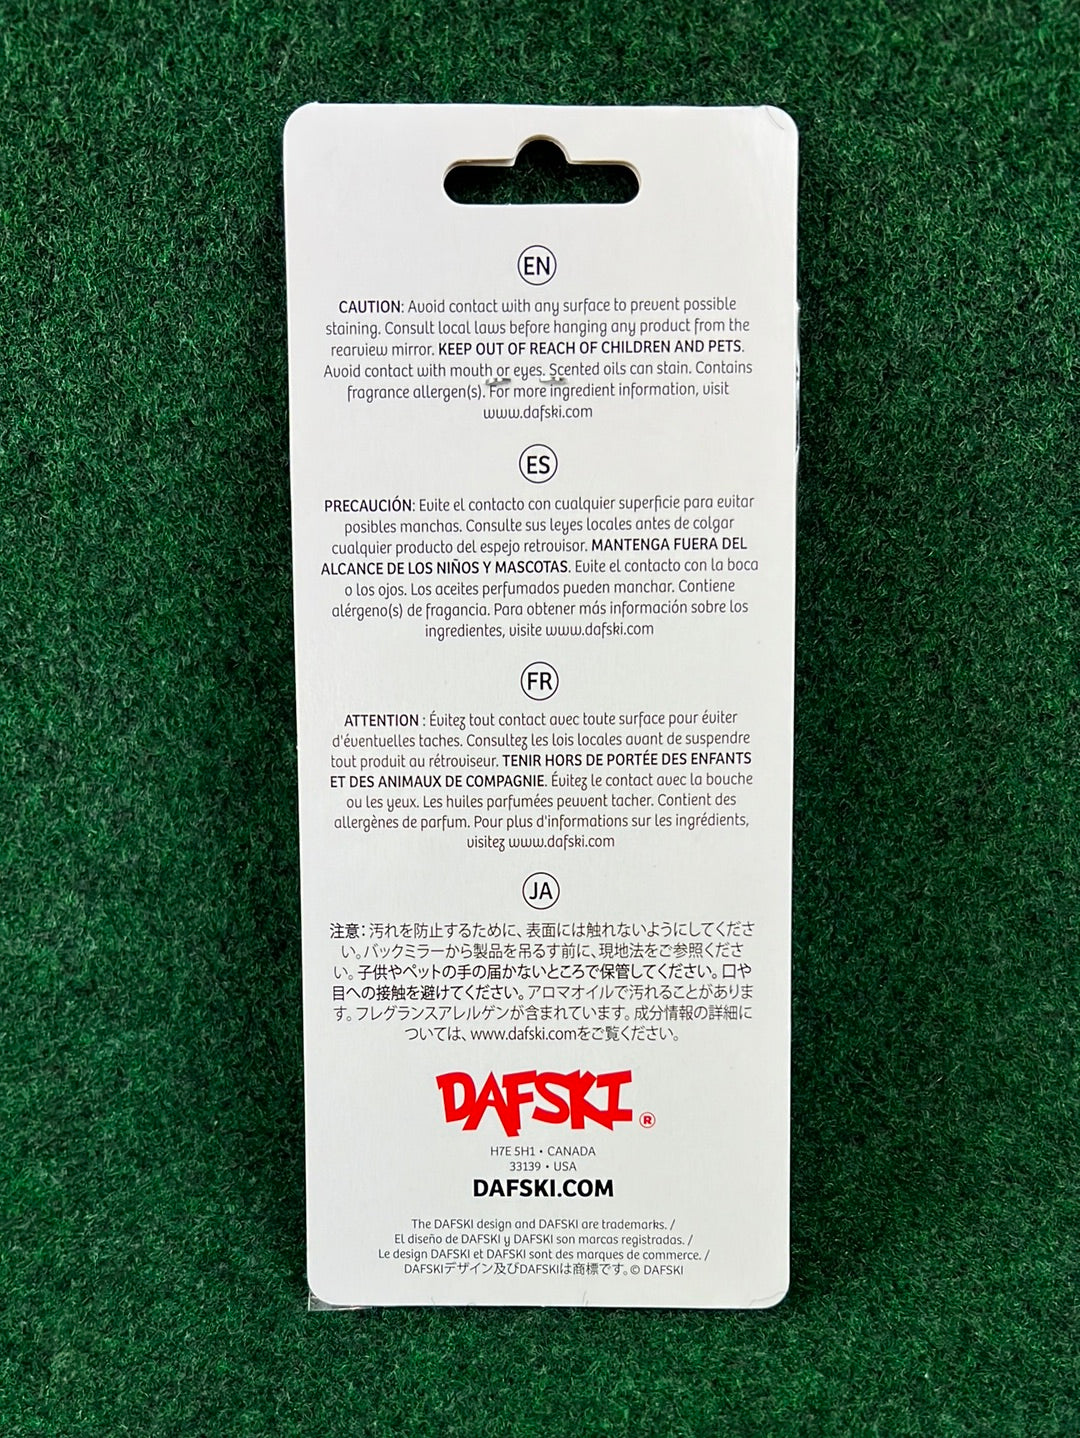 EN
CAUTION: Avoid contact with any surface to prevent possible
staining. Consult local laws before hanging any product from the
rearview mirror. KEEP OUT OF REACH OF CHILDREN AND PETS.
Avoid contact with mouth or eyes. Scented oils can stain. Contains
fragrance allergen(s). For more ingredient information, visit
www.dafski.com
ES
PRECAUCIÓN: Evite el contacto con cualquier superficie para evitar
posibles manchas. Consulte sus leyes locales antes de colgar
cualquier producto del espejo retrovisor. MANTENGA FUERA DEL
ALCANCE DE LOS NIÑOS Y MASCOTAS. Evite el contacto con la boca
o los ojos. Los aceites perfumados pueden manchar. Contiene
alérgeno(s) de fragancia. Para obtener más información sobre los
ingredientes, visite www.dafski.com
FR
ATTENTION : Évitez tout contact avec toute surface pour éviter
d'éventuelles taches. Consultez les lois locales avant de suspendre
tout produit au rétroviseur. TENIR HORS DE PORTÉE DES ENFANTS
ET DES ANIMAUX DE COMPAGNIE. Évitez le contact avec la bouche
ou les yeux. Les huiles parfumées peuvent tacher. Contient des
allergènes de parfum. Pour plus d'informations sur les ingrédients,
visitez www.dafski.com
JA
注意: 汚れを防止するために、表面には触れないようにしてくださ
い。バックミラーから製品を吊るす前に、現地法をご参照くださ
い。子供やペットの手の届かないところで保管してください。口や
目への接触を避けてください。アロマオイルで汚れることがありま
す。フレグランスアレルゲンが含まれています。成分情報の詳細に
ついては、www.dafski.comをご覧ください。
DAFSKI®
H7E 5H1 • CANADA
33139 • USA
DAFSKI.COM
The DAFSKI design and DAFSKI are trademarks. /
El diseño de DAFSKI y DAFSKI son marcas registradas. /
Le design DAFSKI et DAFSKI sont des marques de commerce. /
DAFSKIデザイン及びDAFSKIは商標です。© DAFSKI